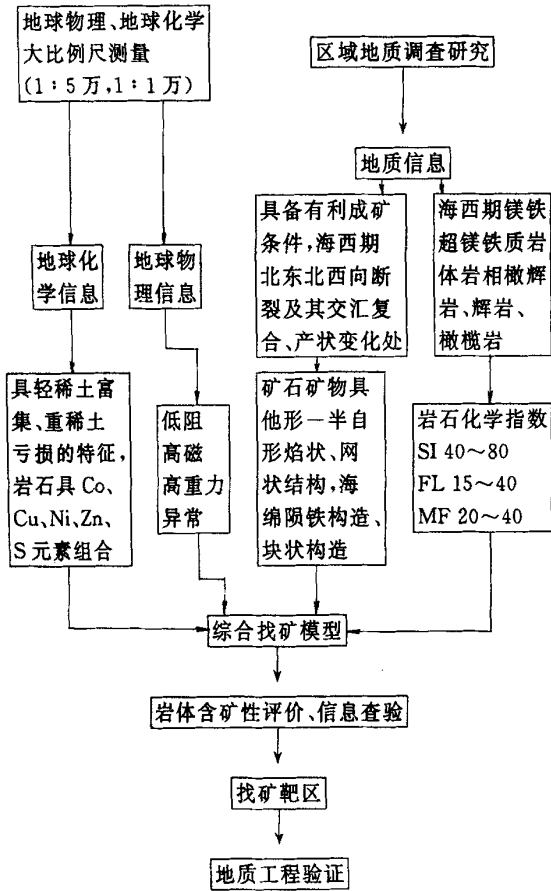 地球物理、地球化学
大比例尺测量
(1：5万,1：1万)
区域地质调查研究
地质信息
地球化
学信息
地球物
理信息
具备有利成矿
条件,海西期
北东北西向断
裂及其交汇复
合、产状变化处
海西期镁铁
超镁铁质岩
体岩相橄辉
岩、辉岩、
橄榄岩
具轻稀土富
集、重稀土
亏损的特征,
岩石具Co、
Cu、Ni、Zn、
S元素组合
低阻
高磁
高重力
异常
矿石矿物具
他形—半自
形焰状、网
状结构,海
绵陨铁构造、
块状构造
岩石化学指数
SI 40～80
FL 15～40
MF 20～40
综合找矿模型
岩体含矿性评价、信息查验
找矿靶区
地质工程验证